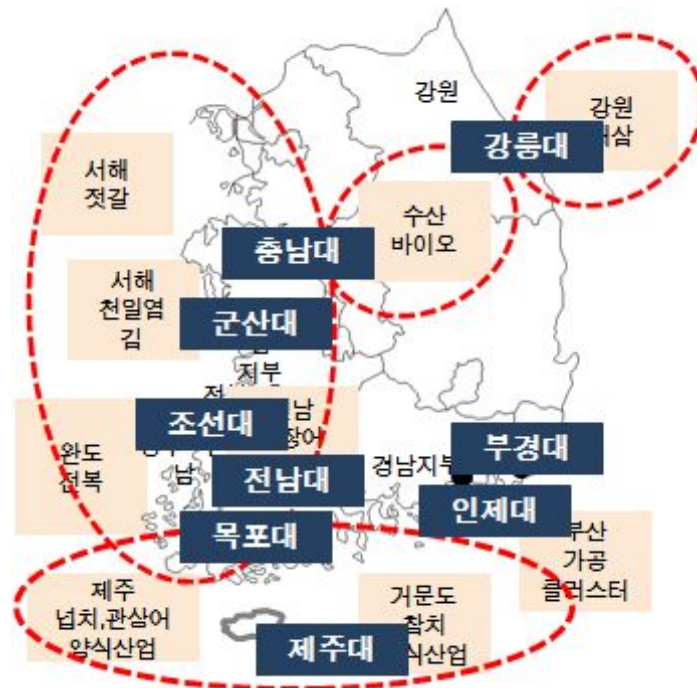 강원
강원
강릉대
서해
젓갈
수산
바이오
충남대
서해
천일염
김
군산대
지부
조선대
부경대
완도
전복
남
전남대
경남지부
인제대
목포대
가공
클러스터
제주
넙치,관상어
양식산업
거문도
참치
제주대